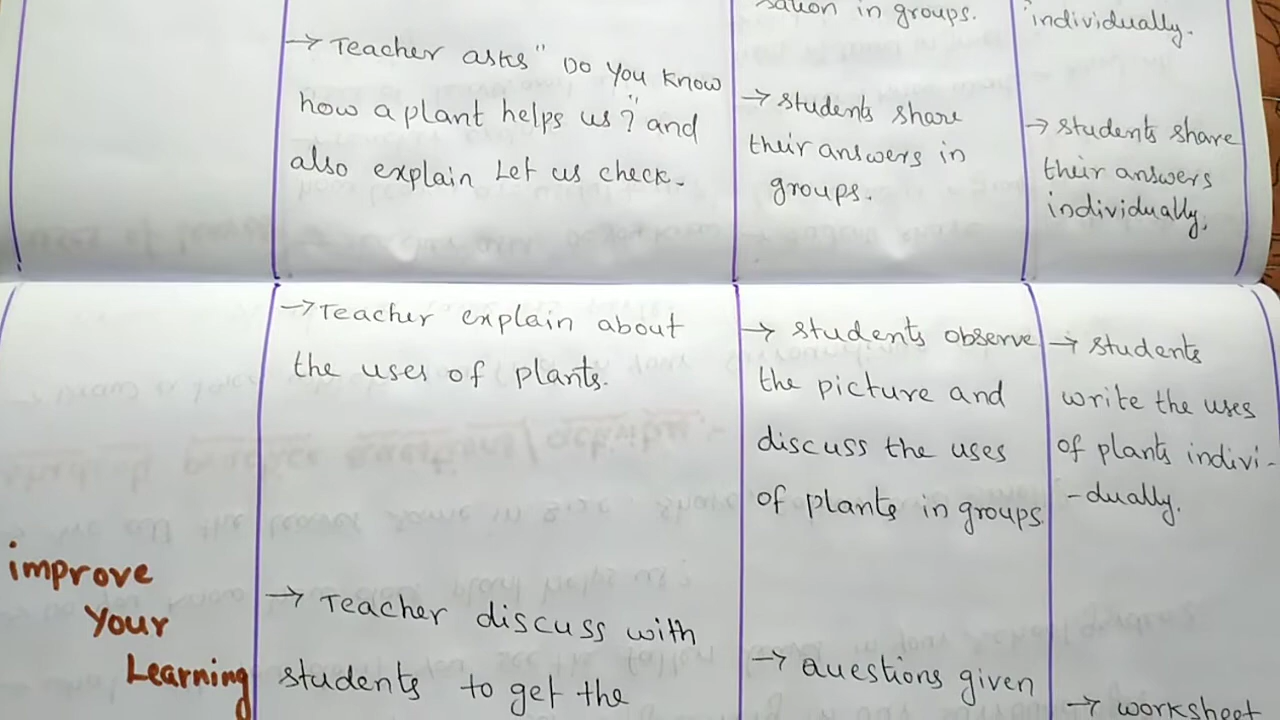 -sation in groups.
individually.
→ Teacher asks " Do you know
how a plant helps us?" and
also explain Let us check.
→ students share
their answers in
groups.
→ students share
their answers
individually.
→ Teacher explain about
the uses of plants.
→ students observe
the picture and
discuss the uses
of plants in groups.
→ students
write the uses
of plants indivi-
-dually.
improve
Your
Learning
→ Teacher discuss with
students to get the
→ Questions given
→ worksheet